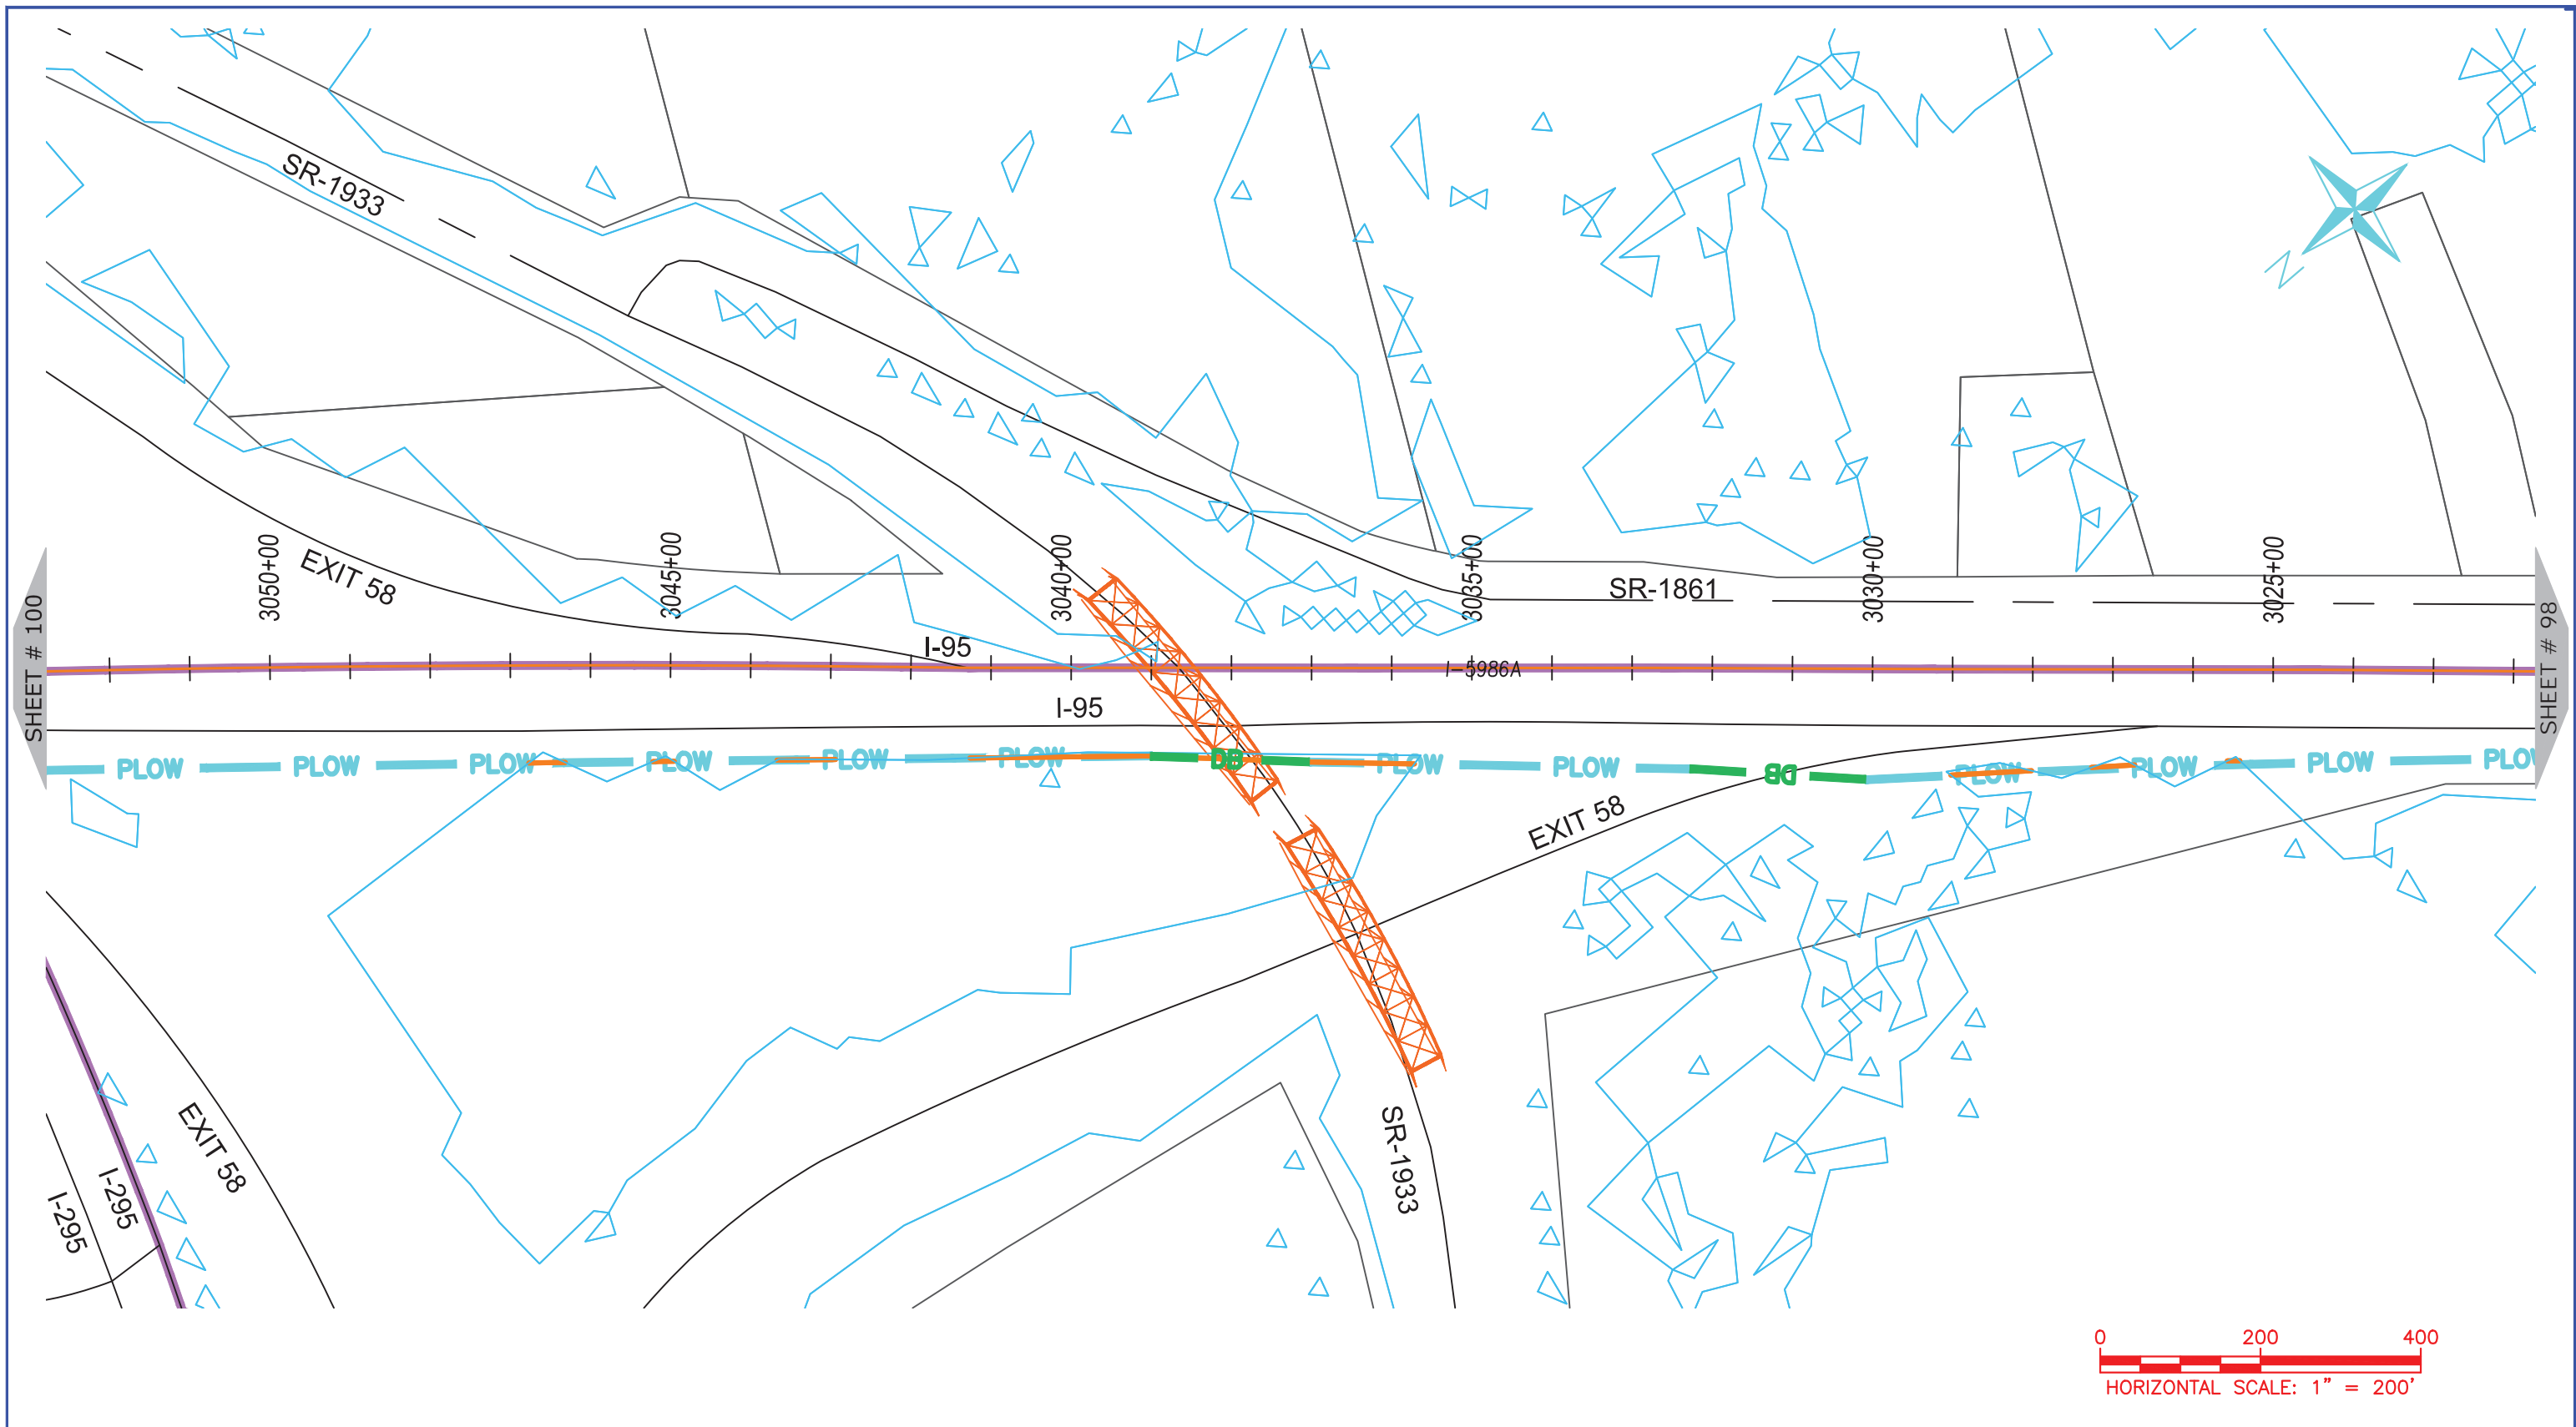 SR-1933
N
3050+00
3045+00
3040+00
3035+00
3030+00
3025+00
EXIT 58
SR-1861
SHEET # 100
SHEET # 98
I-95
I-5986A
I-95
PLOW
PLOW
PLOW
PLOW
PLOW
PLOW
DB
PLOW
PLOW
DB
PLOW
PLOW
PLOW
PLO
EXIT 58
EXIT 58
SR-1933
I-295
I-295
0 200 400
HORIZONTAL SCALE: 1" = 200'